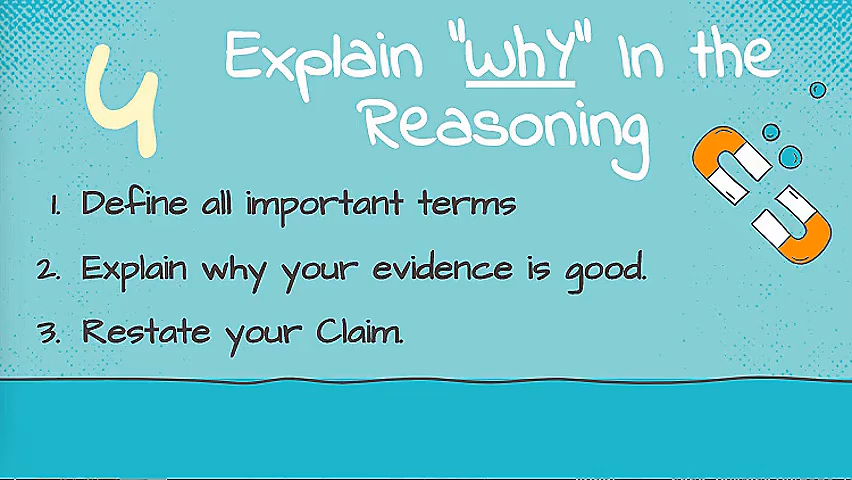 4
Explain "WhY" In the
Reasoning
1. Define all important terms
2. Explain why your evidence is good.
3. Restate your Claim.